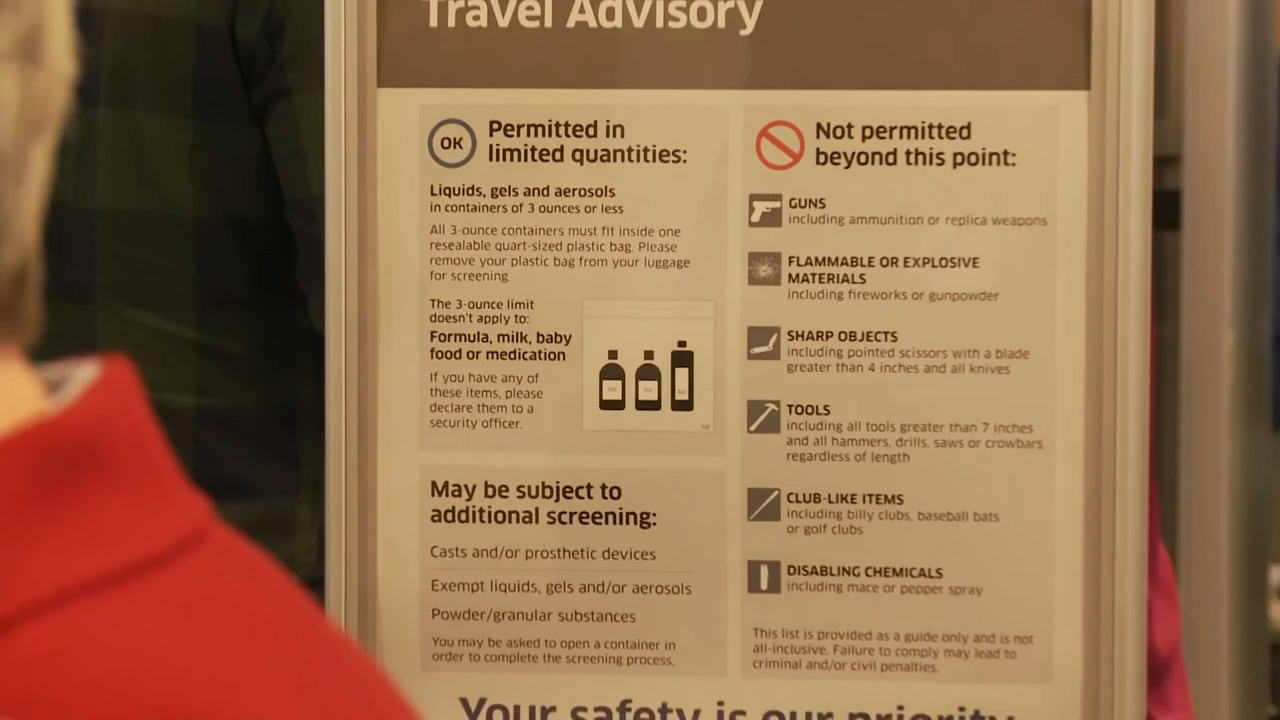 Travel Advisory
OK
Permitted in
limited quantities:
Liquids, gels and aerosols
in containers of 3 ounces or less
All 3-ounce containers must fit inside one
resealable quart-sized plastic bag. Please
remove your plastic bag from your luggage
for screening.
The 3-ounce limit
doesn't apply to:
Formula, milk, baby
food or medication
If you have any of
these items, please
declare them to a
security officer.
May be subject to
additional screening:
Casts and/or prosthetic devices
Exempt liquids, gels and/or aerosols
Powder/granular substances
You may be asked to open a container in
order to complete the screening process.
Not permitted
beyond this point:
GUNS
including ammunition or replica weapons
FLAMMABLE OR EXPLOSIVE
MATERIALS
including fireworks or gunpowder
SHARP OBJECTS
including pointed scissors with a blade
greater than 4 inches and all knives
TOOLS
including all tools greater than 7 inches
and all hammers, drills, saws or crowbars
regardless of length
CLUB-LIKE ITEMS
including billy clubs, baseball bats
or golf clubs
DISABLING CHEMICALS
including mace or pepper spray
This list is provided as a guide only and is not
all-inclusive. Failure to comply may lead to
criminal and/or civil penalties.
Your safety is our priority